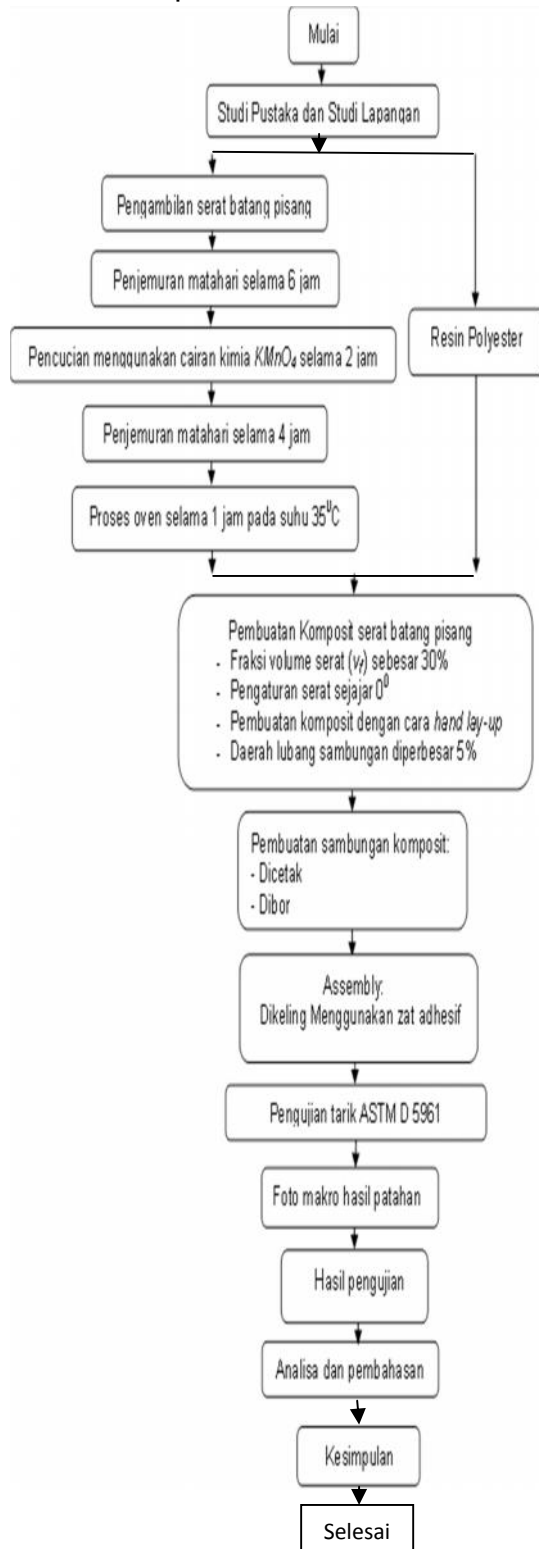 Mulai
Studi Pustaka dan Studi Lapangan
Pengambilan serat batang pisang
Penjemuran matahari selama 6 jam
Resin Polyester
Pencucian menggunakan cairan kimia KMnO₄ selama 2 jam
Penjemuran matahari selama 4 jam
Proses oven selama 1 jam pada suhu 35⁰C
Pembuatan Komposit serat batang pisang
- Fraksi volume serat (vf) sebesar 30%
- Pengaturan serat sejajar 0⁰
- Pembuatan komposit dengan cara hand lay-up
- Daerah lubang sambungan diperbesar 5%
Pembuatan sambungan komposit:
- Dicetak
- Dibor
Assembly:
Dikeling Menggunakan zat adhesif
Pengujian tarik ASTM D 5961
Foto makro hasil patahan
Hasil pengujian
Analisa dan pembahasan
Kesimpulan
Selesai